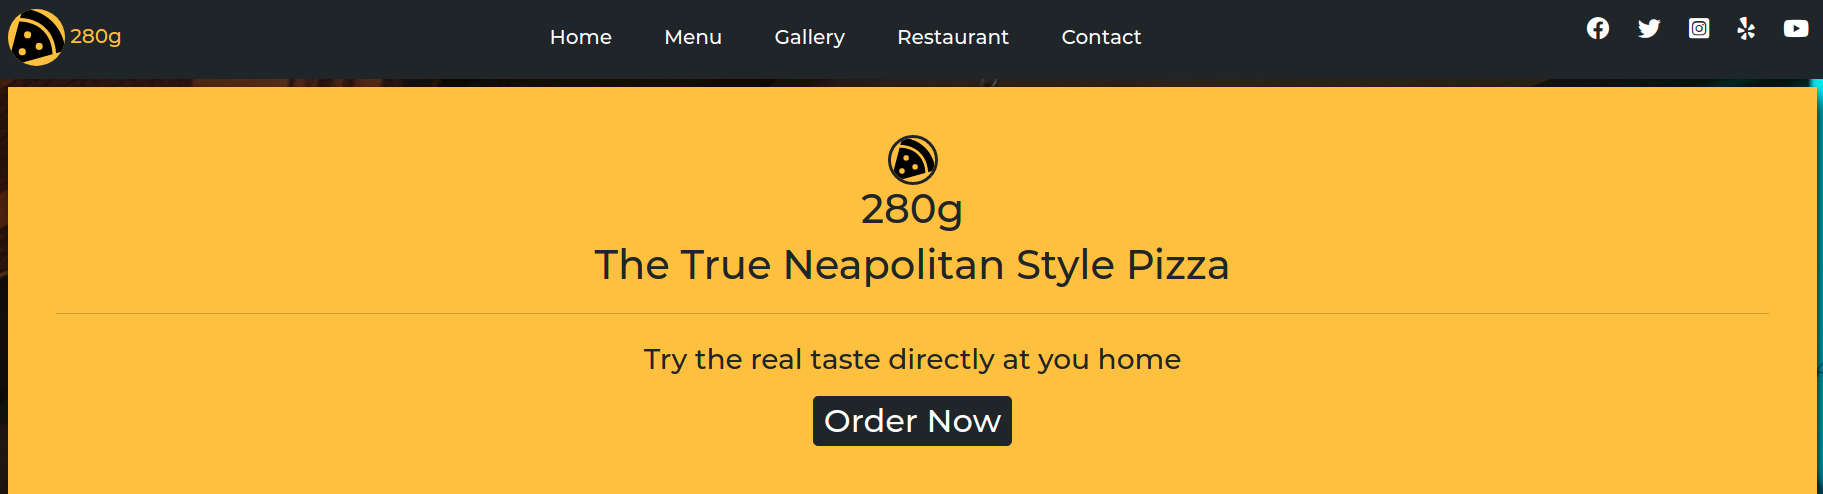 280g
Home Menu Gallery Restaurant Contact
280g
The True Neapolitan Style Pizza
Try the real taste directly at you home
Order Now